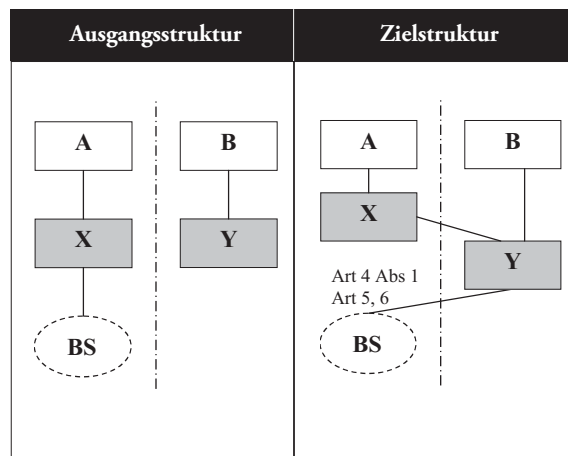 Ausgangsstruktur
A
B
X
Y
BS
Zielstruktur
A
B
X
Y
Art 4 Abs 1
Art 5, 6
BS